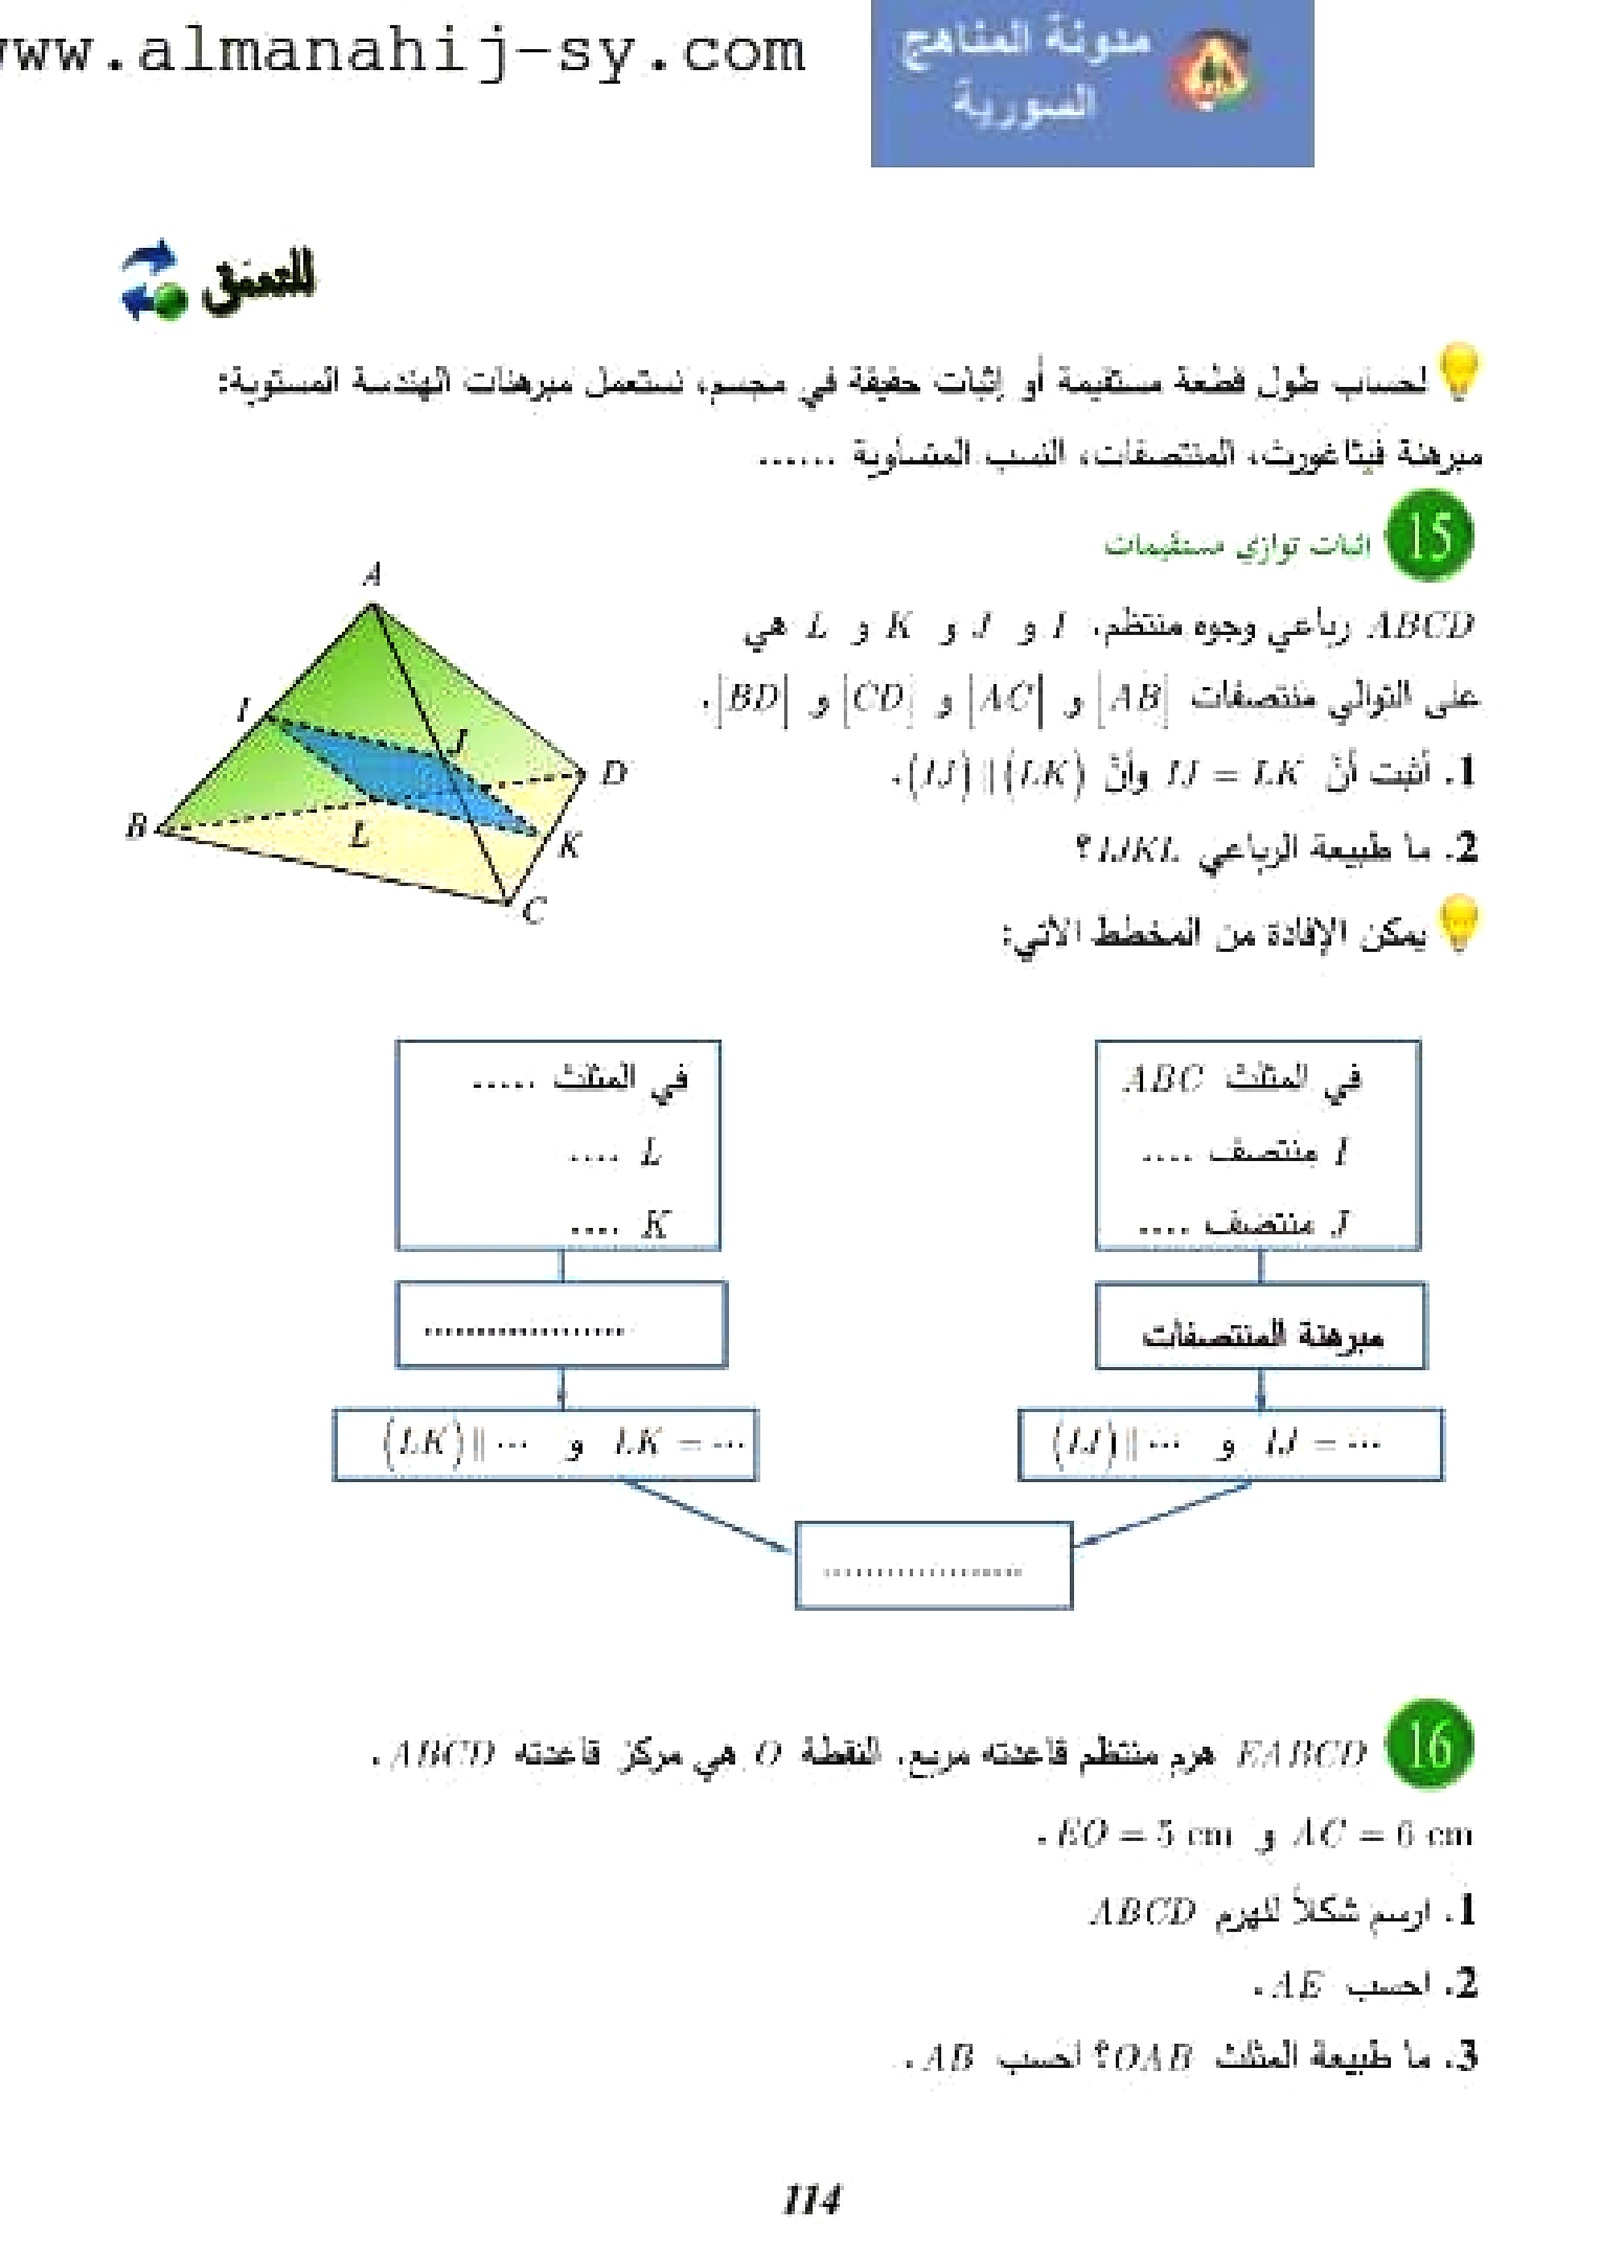 www.almanahij-sy.com
مدونة المناهج
السورية
للتعمّق
لحساب طول قطعة مستقيمة أو إثبات حقيقة في مجسم، نستعمل مبرهنات الهندسة المستوية:
مبرهنة فيثاغورث، المنتصفات، النسب المتساوية ......
15 إثبات توازي مستقيمات
ABCD رباعي وجوه منتظم، I و J و K و L هي
على التوالي منتصفات [AB] و [AC] و [CD] و [BD].
1. أثبت أنّ IJ = LK وأنّ (IJ) || (LK).
2. ما طبيعة الرباعي IJKL؟
A
I
J
D
B
L
K
C
يمكن الإفادة من المخطط الآتي:
في المثلث ABC
I منتصف ....
J منتصف ....
مبرهنة المنتصفات
IJ = ... و (IJ) || ...
في المثلث .....
L ....
K ....
...................
LK = ... و (LK) || ...
...................
16 EABCD هرم منتظم قاعدته مربع، النقطة O هي مركز قاعدته ABCD.
AC = 6 cm و EO = 5 cm.
1. ارسم شكلاً للهرم ABCD
2. احسب AE.
3. ما طبيعة المثلث OAB؟ احسب AB.
114